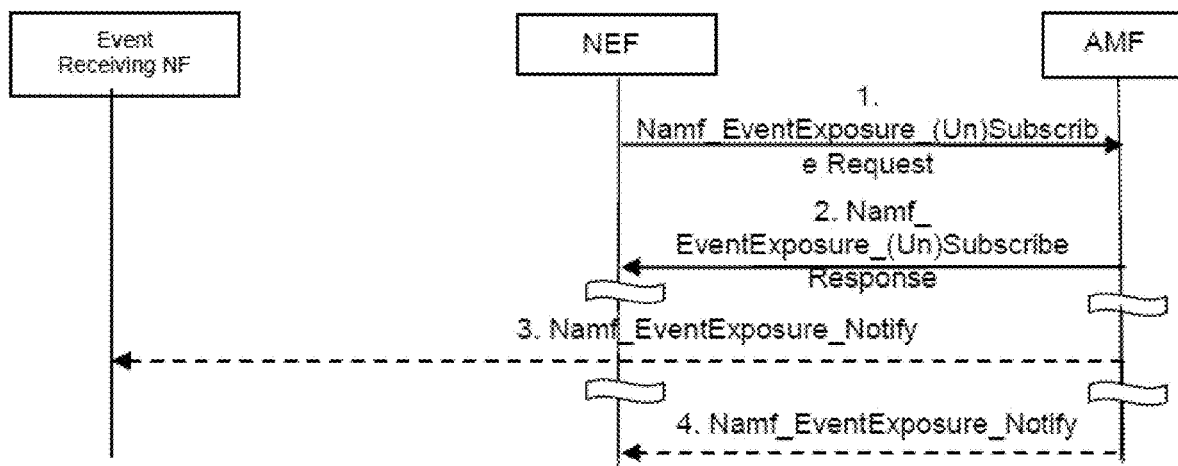 Event
Receiving NF
NEF
AMF
1.
Namf_EventExposure_(Un)Subscrib
e Request
2. Namf_
EventExposure_(Un)Subscribe
Response
3. Namf_EventExposure_Notify
4. Namf_EventExposure_Notify